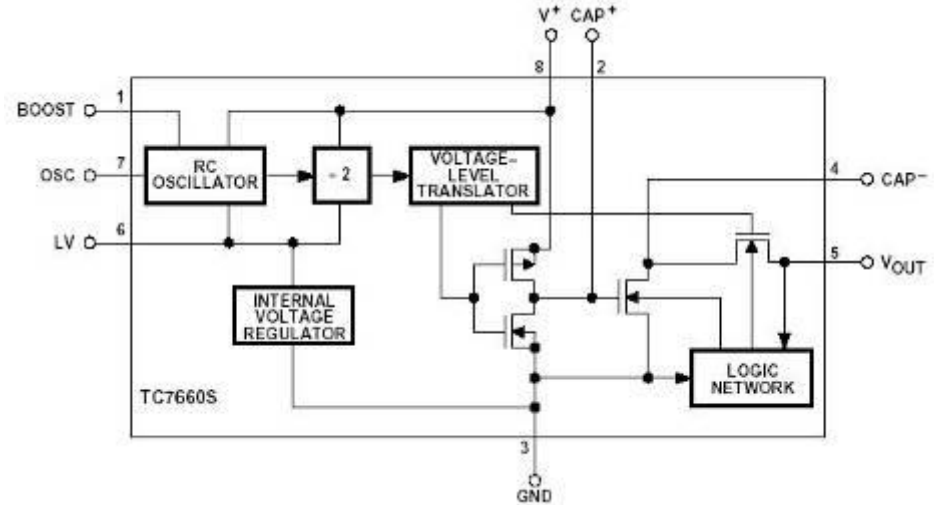 V+ CAP+
8 2
BOOST 1
OSC 7
RC
OSCILLATOR
÷ 2
VOLTAGE–
LEVEL
TRANSLATOR
4 CAP–
LV 6
5 VOUT
INTERNAL
VOLTAGE
REGULATOR
LOGIC
NETWORK
TC7660S
3
GND